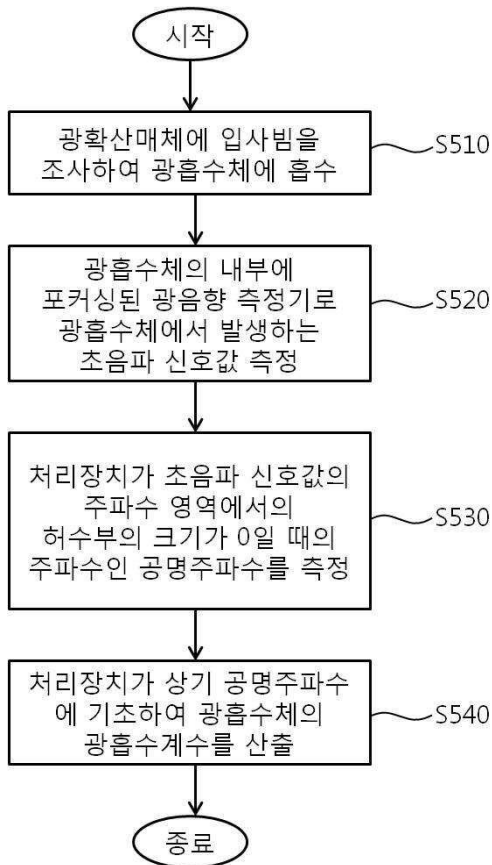 시작
광확산매체에 입사빔을
조사하여 광흡수체에 흡수
S510
광흡수체의 내부에
포커싱된 광음향 측정기로
광흡수체에서 발생하는
초음파 신호값 측정
S520
처리장치가 초음파 신호값의
주파수 영역에서의
허수부의 크기가 0일 때의
주파수인 공명주파수를 측정
S530
처리장치가 상기 공명주파수
에 기초하여 광흡수체의
광흡수계수를 산출
S540
종료